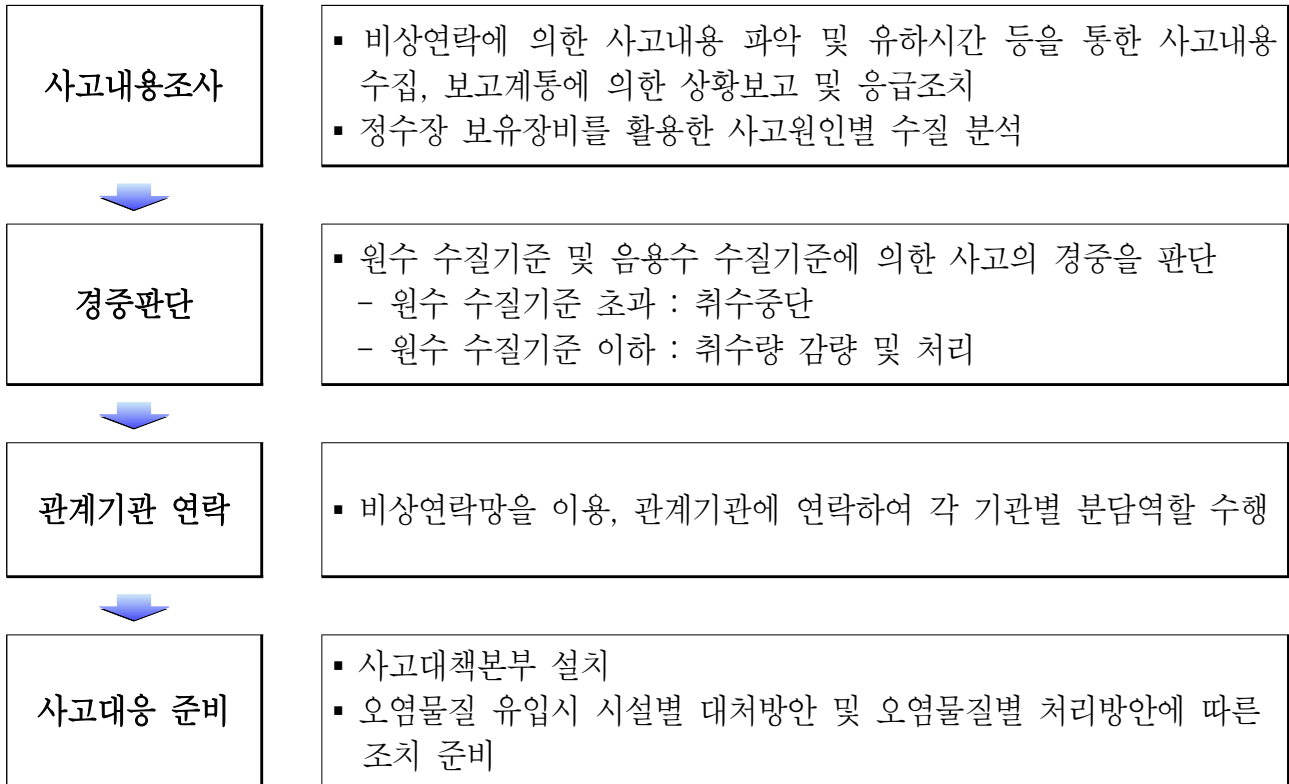 사고내용조사
▪ 비상연락에 의한 사고내용 파악 및 유하시간 등을 통한 사고내용
수집, 보고계통에 의한 상황보고 및 응급조치
▪ 정수장 보유장비를 활용한 사고원인별 수질 분석
경중판단
▪ 원수 수질기준 및 음용수 수질기준에 의한 사고의 경중을 판단
- 원수 수질기준 초과 : 취수중단
- 원수 수질기준 이하 : 취수량 감량 및 처리
관계기관 연락
▪ 비상연락망을 이용, 관계기관에 연락하여 각 기관별 분담역할 수행
사고대응 준비
▪ 사고대책본부 설치
▪ 오염물질 유입시 시설별 대처방안 및 오염물질별 처리방안에 따른
조치 준비